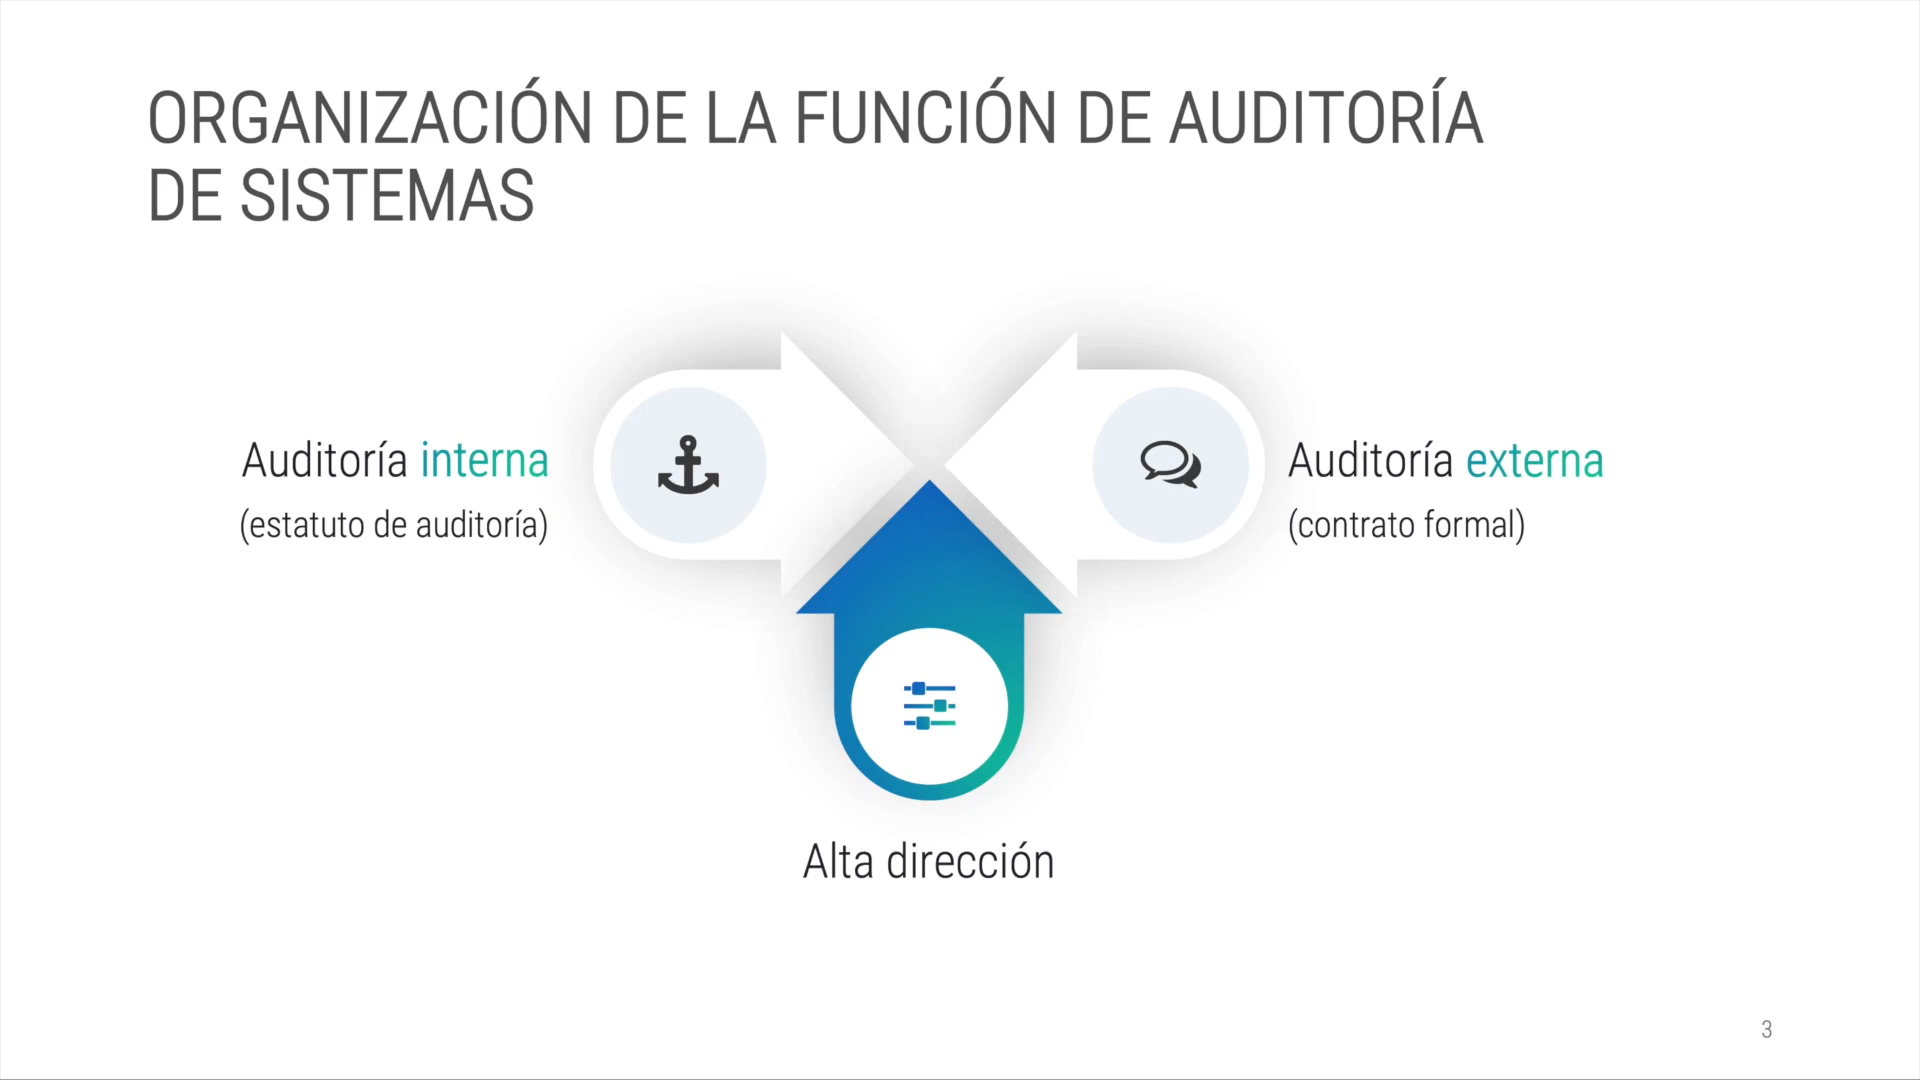 ORGANIZACIÓN DE LA FUNCIÓN DE AUDITORÍA
DE SISTEMAS
Auditoría interna
(estatuto de auditoría)
Auditoría externa
(contrato formal)
Alta dirección
3